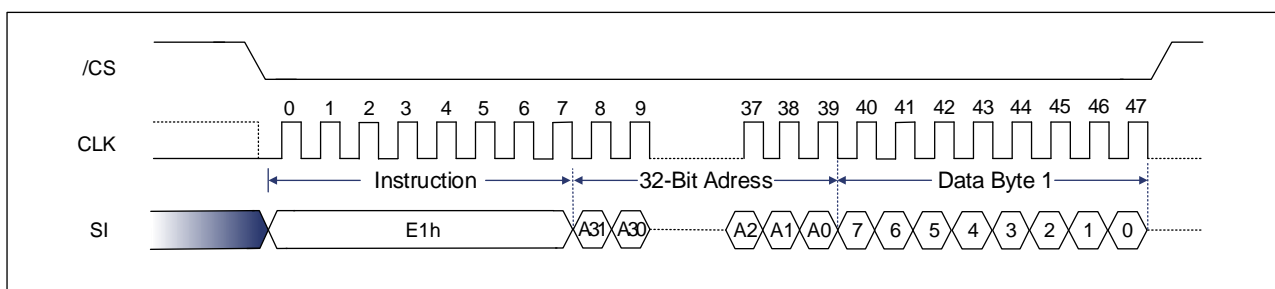 /CS
0 1 2 3 4 5 6 7 8 9 37 38 39 40 41 42 43 44 45 46 47
CLK
Instruction 32-Bit Adress Data Byte 1
SI E1h A31 A30 A2 A1 A0 7 6 5 4 3 2 1 0